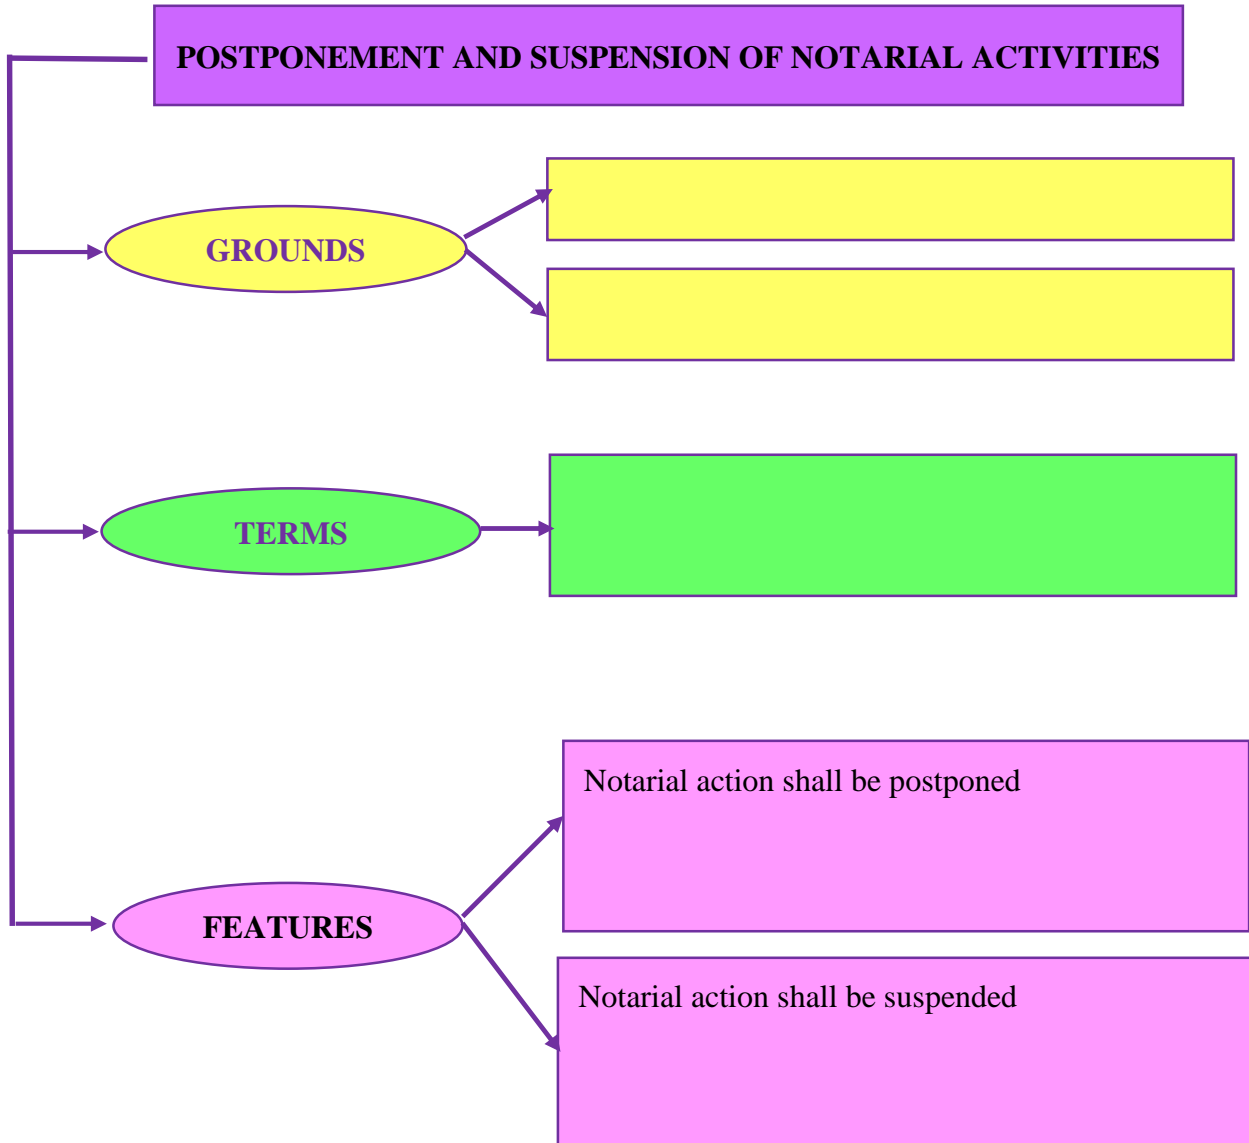 POSTPONEMENT AND SUSPENSION OF NOTARIAL ACTIVITIES
GROUNDS
TERMS
Notarial action shall be postponed
FEATURES
Notarial action shall be suspended